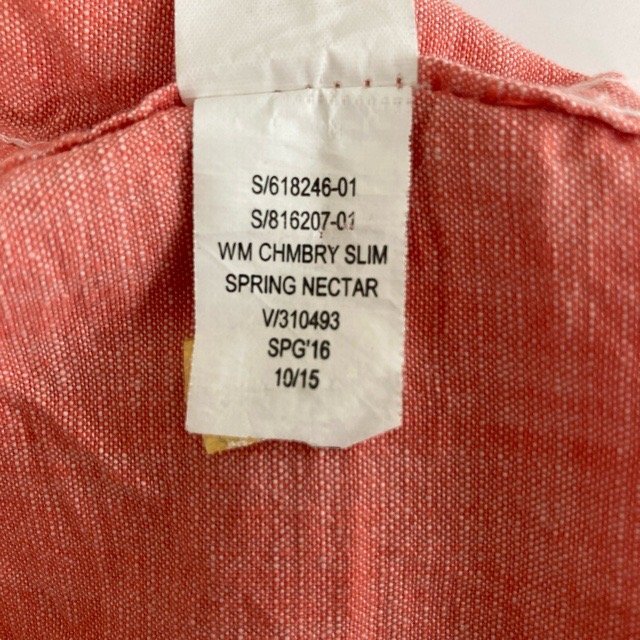 S/618246-01
S/816207-01
WM CHMBRY SLIM
SPRING NECTAR
V/310493
SPG'16
10/15